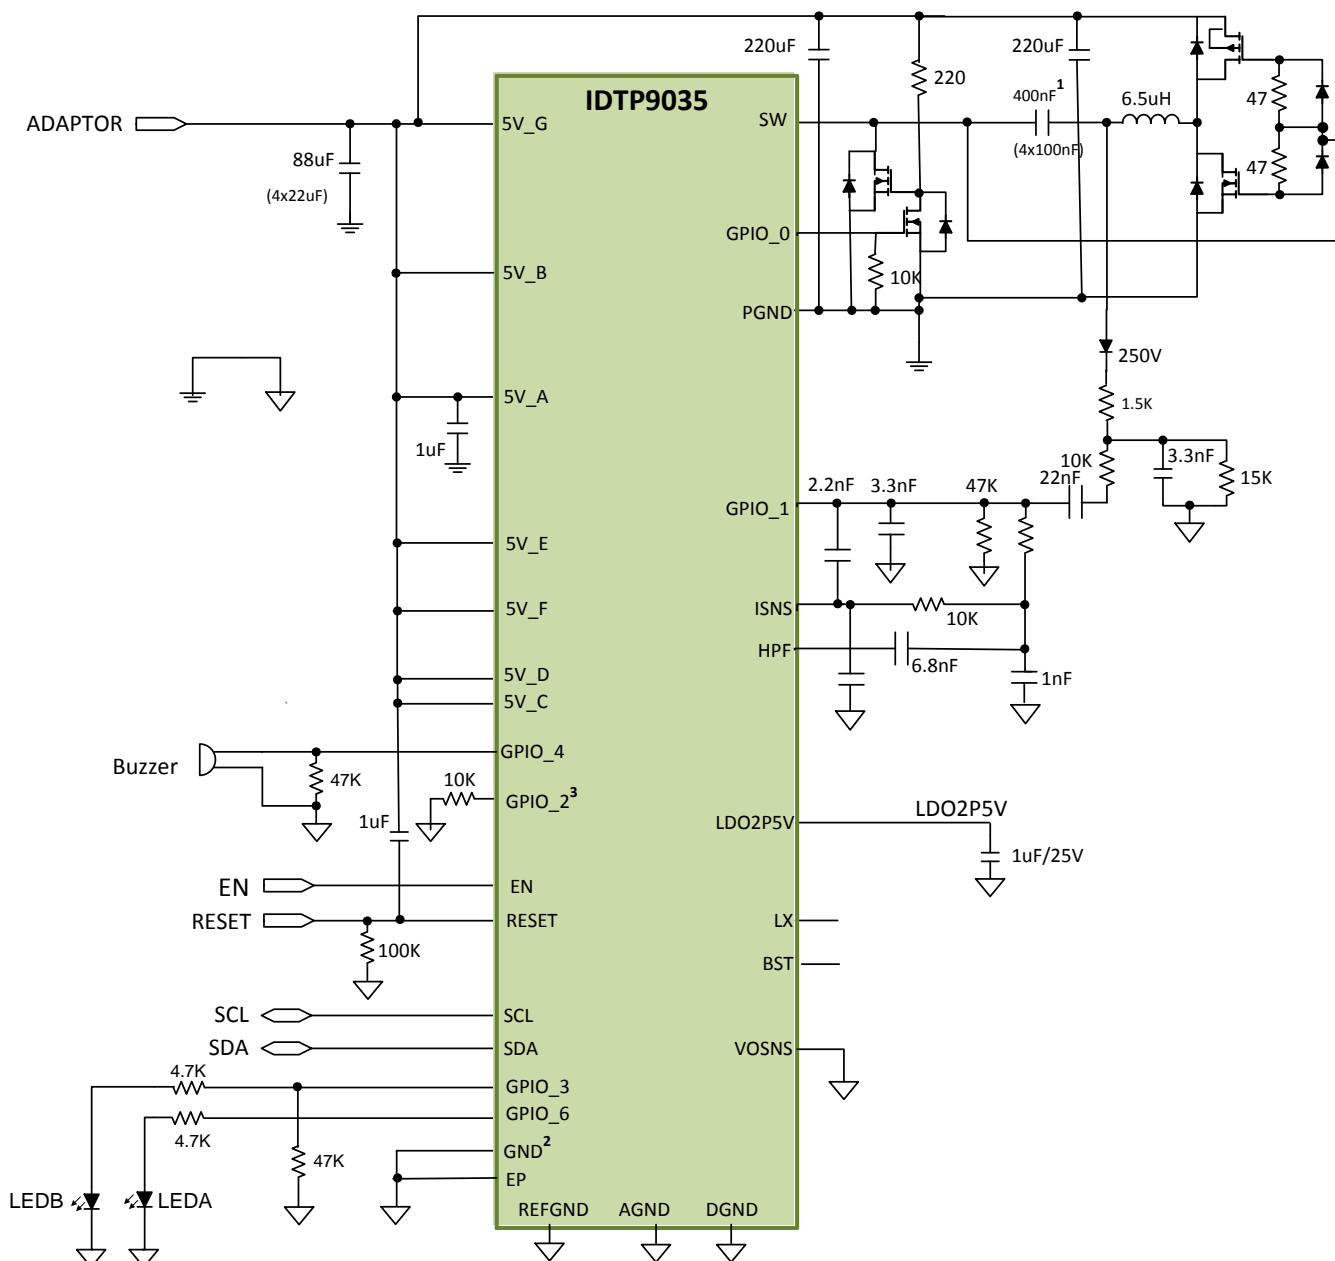 IDTP9035
220uF
220
220uF
400nF1
(4x100nF)
6.5uH
47
47
ADAPTOR
5V_G
SW
88uF
(4x22uF)
GPIO_0
10K
5V_B
PGND
250V
5V_A
1.5K
1uF
10K
22nF
3.3nF
15K
2.2nF
3.3nF
47K
GPIO_1
5V_E
5V_F
ISNS
10K
HPF
6.8nF
1nF
5V_D
5V_C
Buzzer
GPIO_4
47K
10K
GPIO_23
1uF
LDO2P5V
LDO2P5V
1uF/25V
EN
EN
RESET
RESET
LX
100K
BST
SCL
SCL
SDA
SDA
VOSNS
4.7K
GPIO_3
GPIO_6
4.7K
GND2
47K
EP
LEDB
LEDA
REFGND
AGND
DGND